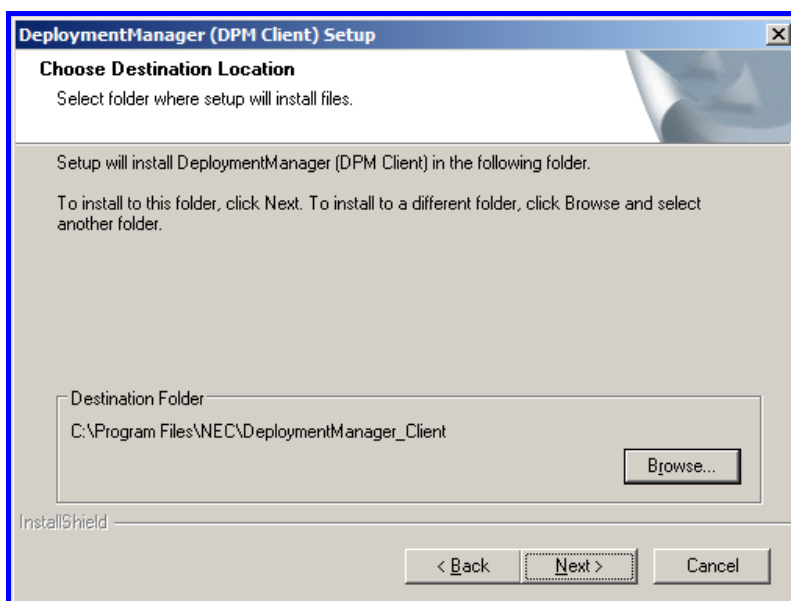 DeploymentManager (DPM Client) Setup
Choose Destination Location
Select folder where setup will install files.
Setup will install DeploymentManager (DPM Client) in the following folder.
To install to this folder, click Next. To install to a different folder, click Browse and select
another folder.
Destination Folder
C:\Program Files\NEC\DeploymentManager_Client
Browse...
InstallShield
< Back
Next >
Cancel